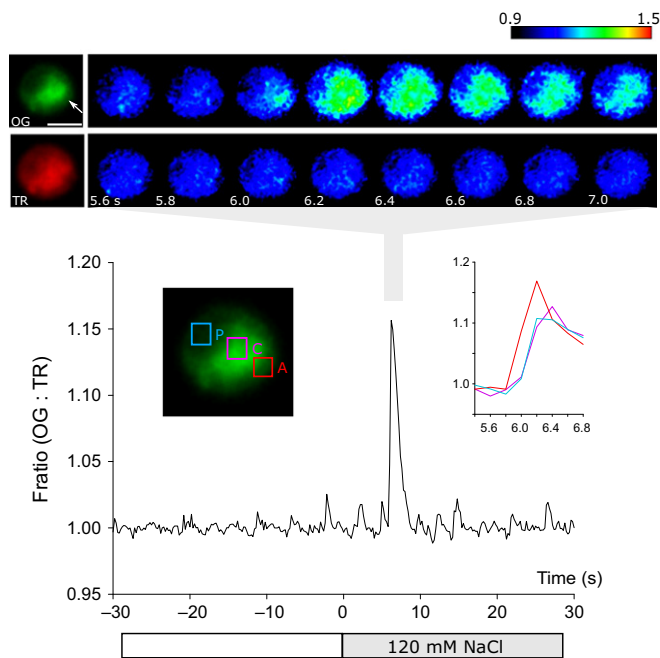 0.9 1.5
OG
TR
5.6 s 5.8 6.0 6.2 6.4 6.6 6.8 7.0
1.20
1.15
1.10
1.05
1.00
0.95
Fratio (OG : TR)
P
C
A
1.2
1.1
1.0
5.6 6.0 6.4 6.8
Time (s)
–30 –20 –10 0 10 20 30
120 mM NaCl